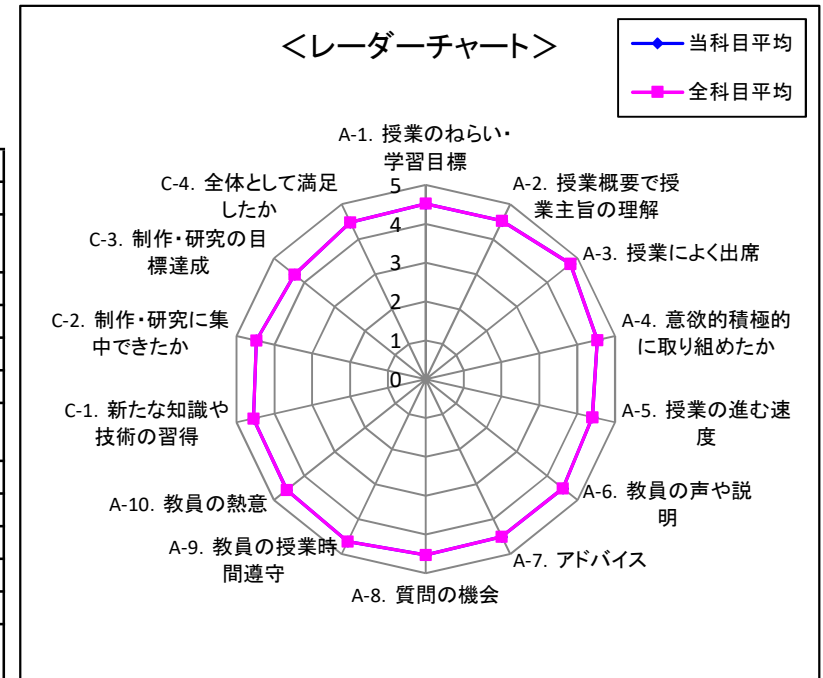 ＜レーダーチャート＞
当科目平均
全科目平均
A-1. 授業のねらい・
学習目標
A-2. 授業概要で授
業主旨の理解
A-3. 授業によく出席
A-4. 意欲的積極的
に取り組めたか
A-5. 授業の進む速
度
A-6. 教員の声や説
明
A-7. アドバイス
A-8. 質問の機会
A-9. 教員の授業時
間遵守
A-10. 教員の熱意
C-1. 新たな知識や
技術の習得
C-2. 制作・研究に集
中できたか
C-3. 制作・研究の目
標達成
C-4. 全体として満足
したか
5
4
3
2
1
0